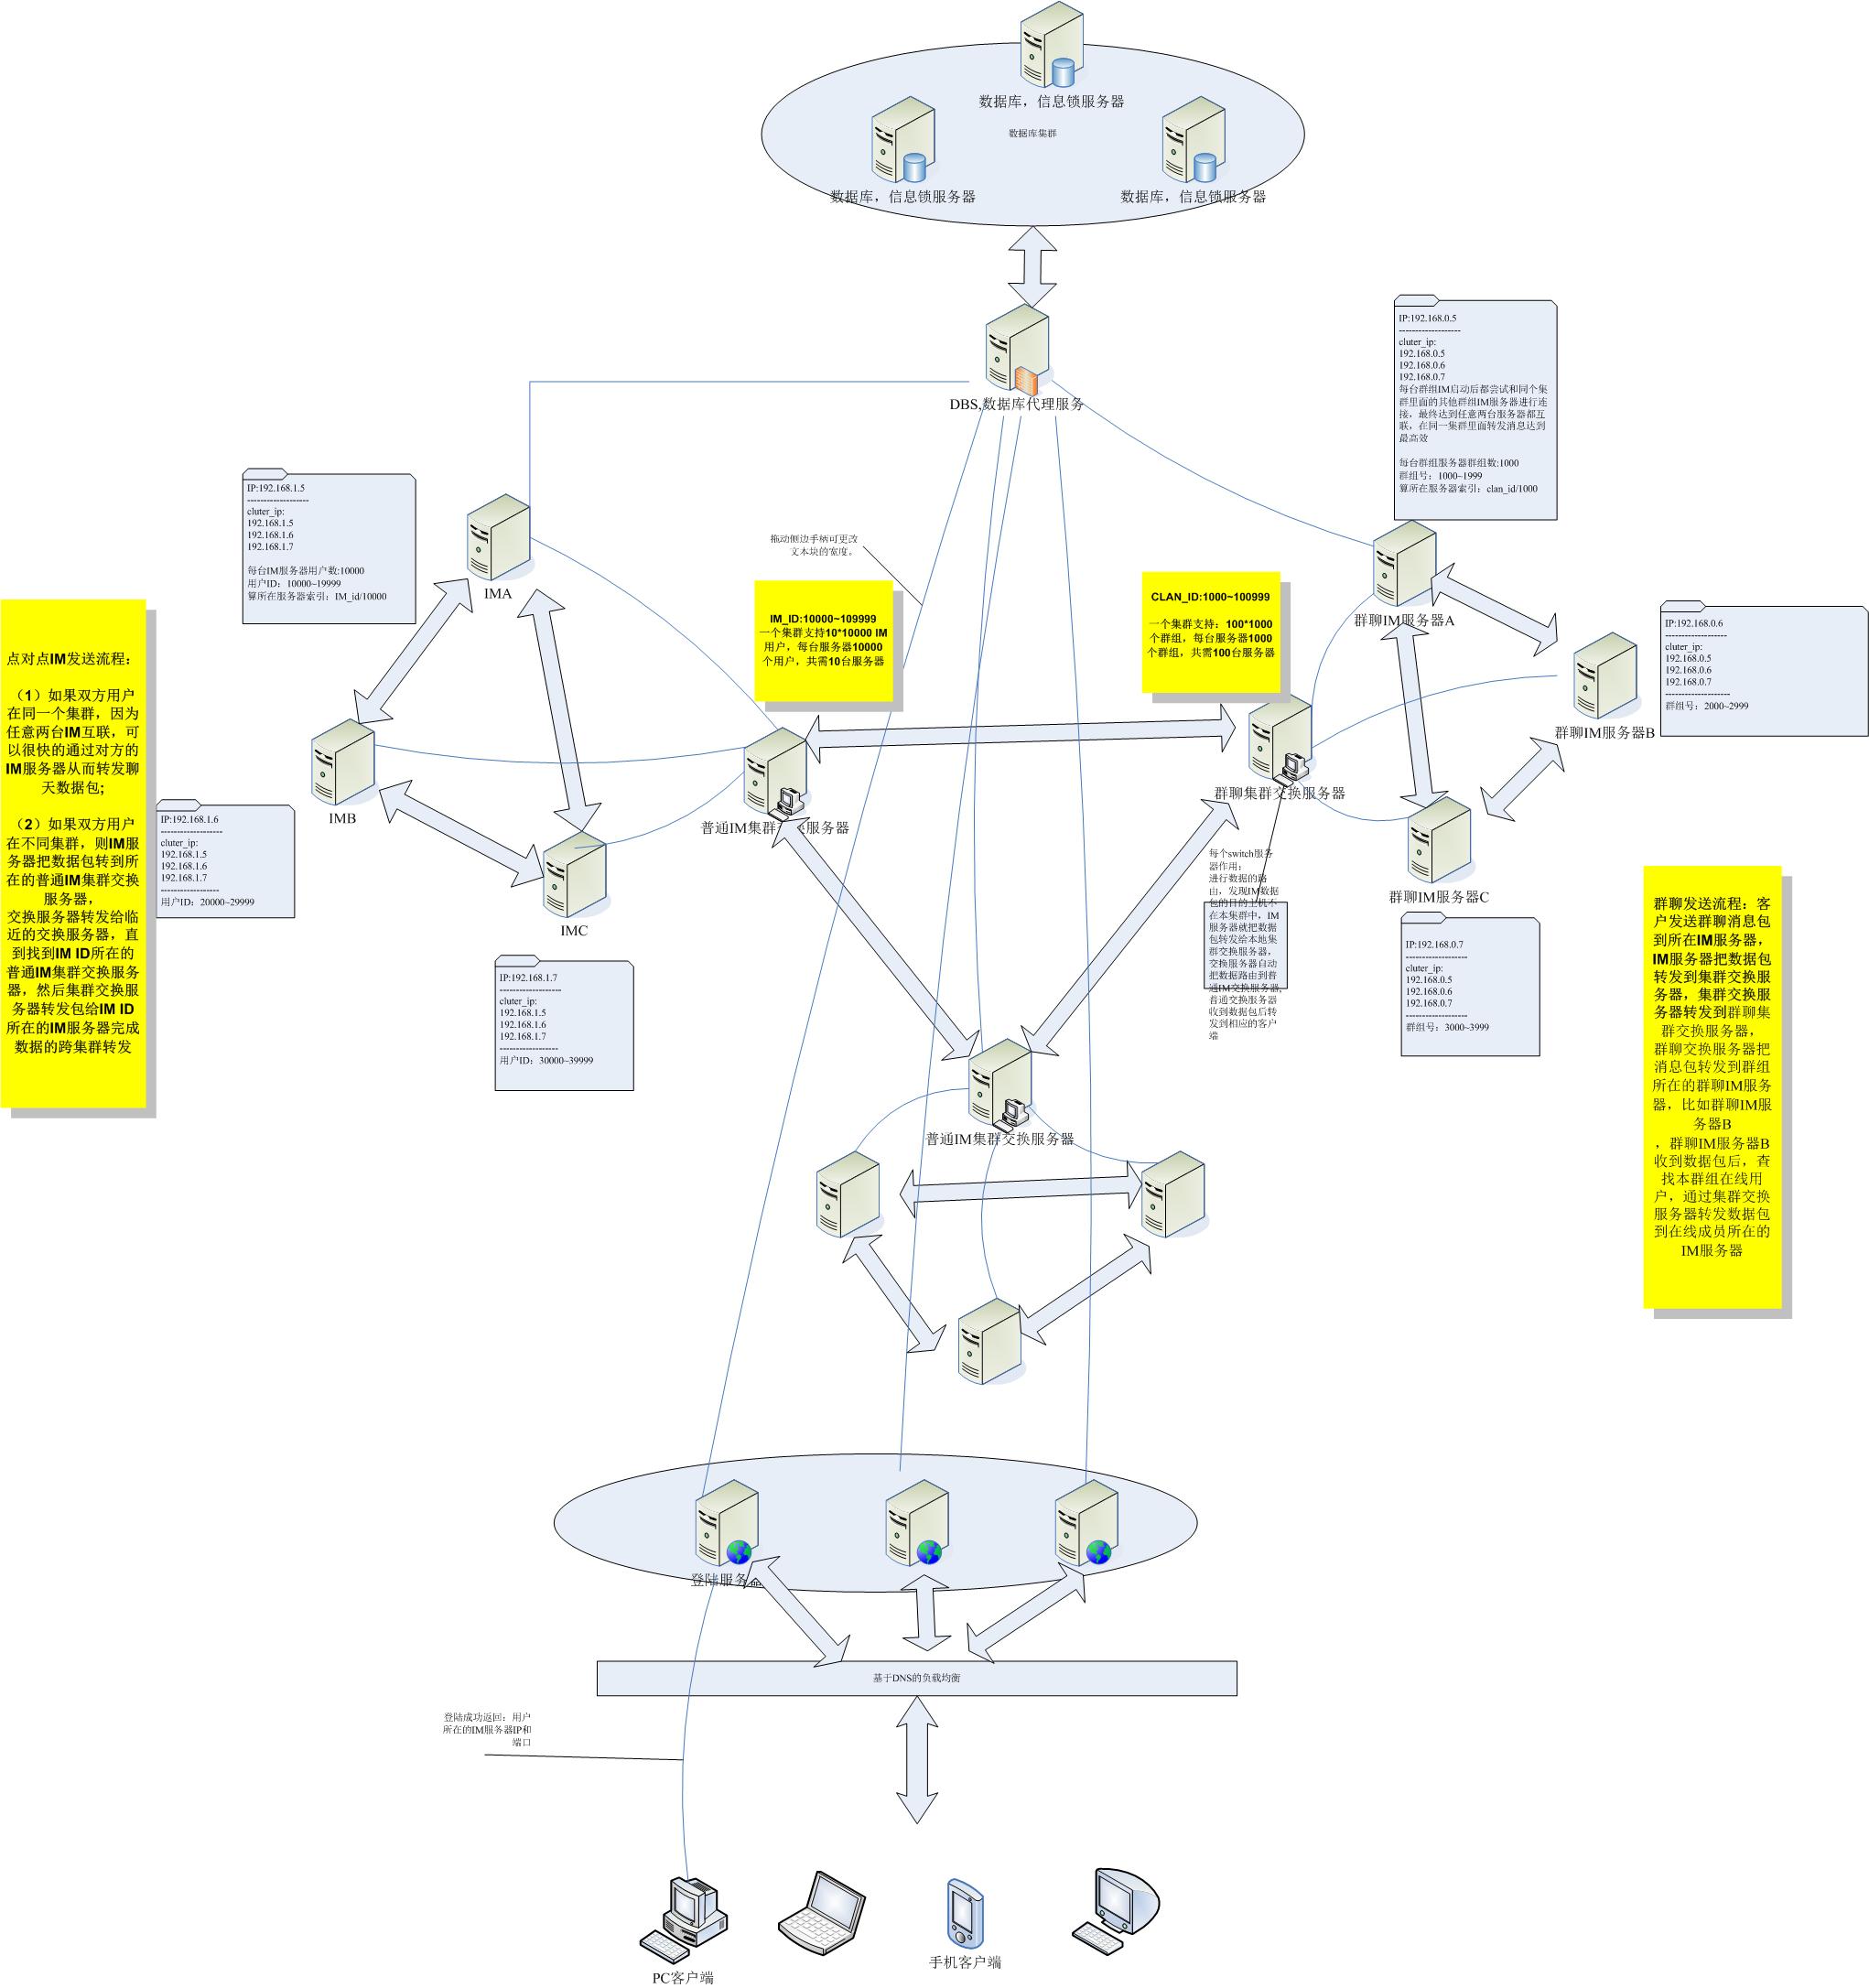 数据库，信息锁服务器
数据库集群
数据库，信息锁服务器
数据库，信息锁服务器
DBS,数据库代理服务
IP:192.168.0.5
-------------------
cluter_ip:
192.168.0.5
192.168.0.6
192.168.0.7
每台群组IM启动后都尝试和同个集
群里面的其他群组IM服务器进行连
接，最终达到任意两台服务器都互
联，在同一集群里面转发消息达到
最高效
每台群组服务器群组数:1000
群组号：1000~1999
算所在服务器索引：clan_id/1000
IP:192.168.1.5
-------------------
cluter_ip:
192.168.1.5
192.168.1.6
192.168.1.7
每台IM服务器用户数:10000
用户ID：10000~19999
算所在服务器索引：IM_id/10000
IMA
拖动侧边手柄可更改
文本块的宽度。
IM_ID:10000~109999
一个集群支持10*10000 IM
用户，每台服务器10000
个用户，共需10台服务器
CLAN_ID:1000~100999
一个集群支持：100*1000
个群组，每台服务器1000
个群组，共需100台服务器
群聊IM服务器A
IP:192.168.0.6
-------------------
cluter_ip:
192.168.0.5
192.168.0.6
192.168.0.7
--------------------
群组号：2000~2999
群聊IM服务器B
点对点IM发送流程：
（1）如果双方用户
在同一个集群，因为
任意两台IM互联，可
以很快的通过对方的
IM服务器从而转发聊
天数据包;
（2）如果双方用户
在不同集群，则IM服
务器把数据包转到所
在的普通IM集群交换
服务器，
交换服务器转发给临
近的交换服务器，直
到找到IM ID所在的
普通IM集群交换服务
器，然后集群交换服
务器转发包给IM ID
所在的IM服务器完成
数据的跨集群转发
IMB
IP:192.168.1.6
-------------------
cluter_ip:
192.168.1.5
192.168.1.6
192.168.1.7
------------------
用户ID：20000~29999
普通IM集群交换服务器
群聊集群交换服务器
IMC
IP:192.168.1.7
-------------------
cluter_ip:
192.168.1.5
192.168.1.6
192.168.1.7
------------------
用户ID：30000~39999
每个switch服务
器作用：
进行数据的路
由，发现IM数据
包的目的主机不
在本集群中，IM
服务器就把数据
包转发给本地集
群交换服务器，
交换服务器自动
把数据路由到普
通IM交换服务器,
普通交换服务器
收到数据包后转
发到相应的客户
端
群聊IM服务器C
IP:192.168.0.7
-------------------
cluter_ip:
192.168.0.5
192.168.0.6
192.168.0.7
-------------------
群组号：3000~3999
群聊发送流程：客
户发送群聊消息包
到所在IM服务器，
IM服务器把数据包
转发到集群交换服
务器，集群交换服
务器转发到群聊集
群交换服务器，
群聊交换服务器把
消息包转发到群组
所在的群聊IM服务
器，比如群聊IM服
务器B
，群聊IM服务器B
收到数据包后，查
找本群组在线用
户，通过集群交换
服务器转发数据包
到在线成员所在的
IM服务器
普通IM集群交换服务器
登陆服务器
基于DNS的负载均衡
登陆成功返回：用户
所在的IM服务器IP和
端口
PC客户端
手机客户端